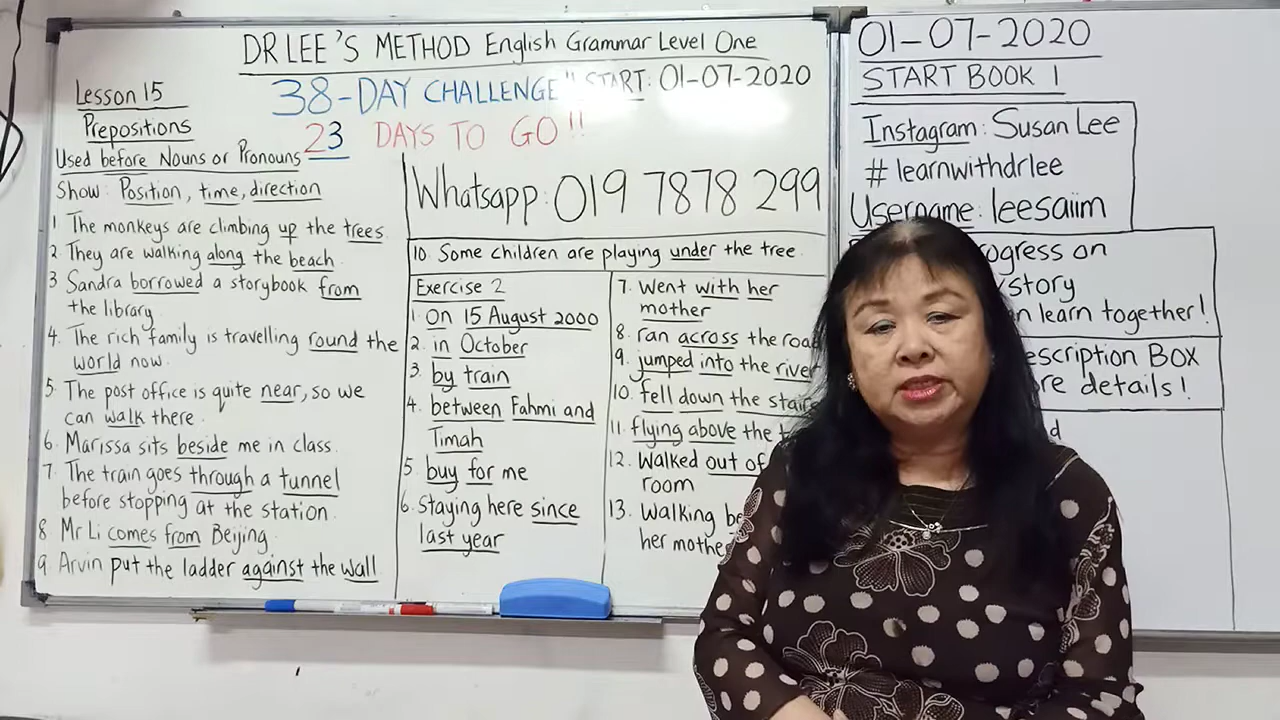 DR LEE'S METHOD English Grammar Level One
38-DAY CHALLENGE" START: 01-07-2020
23 DAYS TO GO!!
Lesson 15
Prepositions
Used before Nouns or Pronouns
Show: Position, time, direction
1 The monkeys are climbing up the trees.
2. They are walking along the beach.
3 Sandra borrowed a storybook from
the library.
4. The rich family is travelling round the
world now.
5. The post office is quite near, so we
can walk there.
6. Marissa sits beside me in class.
7. The train goes through a tunnel
before stopping at the station.
8 Mr Li comes from Beijing.
9. Arvin put the ladder against the wall.
Whatsapp: 019 7878 299
10. Some children are playing under the tree.
Exercise 2
1. On 15 August 2000
2. in October
3. by train
4. between Fahmi and
Timah
5. buy for me
6. Staying here since
last year
7. Went with her
mother
8. ran across the
9. jumped into the
10. fell down the
11. flying above the
12. Walked out of
room
13. Walking
her
01-07-2020
START BOOK 1
Instagram: Susan Lee
# learnwithdrlee
Username: leesaiim
on
learn together!
Box
details!